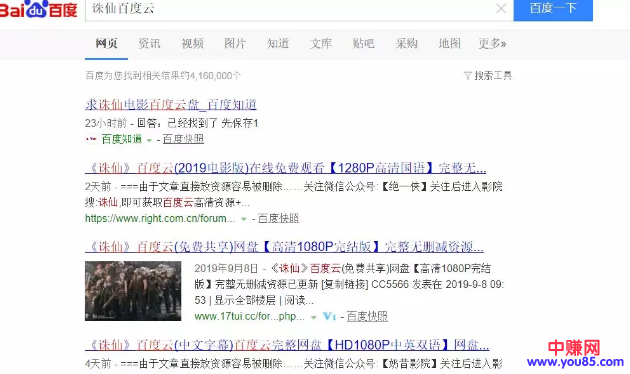 Bai 百度
诛仙百度云
百度一下
网页 资讯 视频 图片 知道 文库 贴吧 采购 地图 更多»
百度为您找到相关结果约4,160,000个
搜索工具
求诛仙电影百度云盘_百度知道
23小时前 - 回答：已经找到了 先保存1
百度知道 - 百度快照
《诛仙》百度云(2019电影版)在线免费观看【1280P高清国语】完整无...
2天前 - ===由于文章直接放资源容易被删除……关注微信公众号:【绝一侠】关注后进入影院
搜:诛仙,即可获取百度云高清资源+...
https://www.right.com.cn/forum... - 百度快照
《诛仙》百度云(免费共享)网盘【高清1080P完结版】完整无删减资源...
2019年9月8日 - 《诛仙》百度云(免费共享)网盘【高清1080P完结
版】完整无删减资源已更新 [复制链接] CC5566 发表在 2019-9-8 09:
53 | 显示全部楼层 | 阅读...
www.17tui.cc/for...php... V1 - 百度快照
《诛仙》百度云(中文字幕)百度云完整网盘【HD1080P中英双语】网盘...
4天前 - ===由于文章直接放资源容易被删除……关注微信公众号:【奶昔影院】关注后进入影
中赚网
www.you85.com